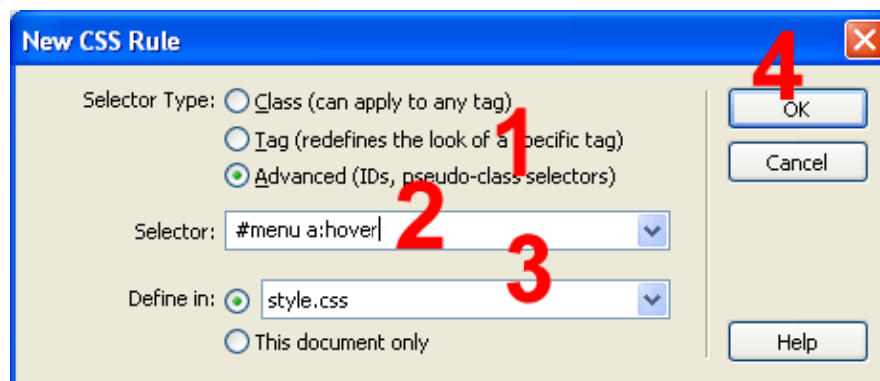 New CSS Rule
Selector Type: Class (can apply to any tag)
Tag (redefines the look of a specific tag)
Advanced (IDs, pseudo-class selectors)
Selector: #menu a:hover
Define in: style.css
This document only
OK
Cancel
Help
1
2
3
4